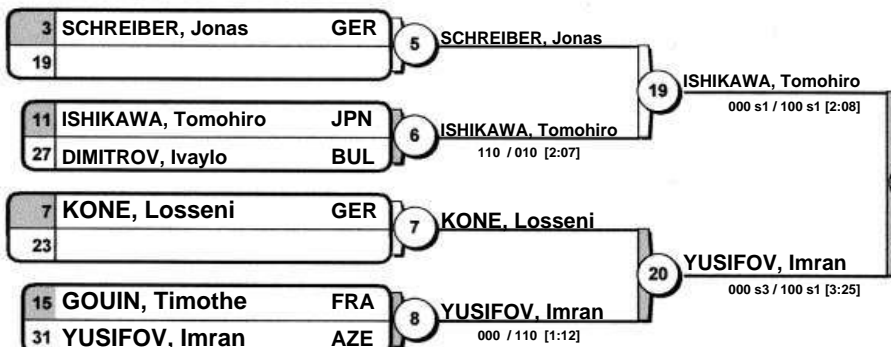 3 SCHREIBER, Jonas GER
19
5
SCHREIBER, Jonas
11 ISHIKAWA, Tomohiro JPN
27 DIMITROV, Ivaylo BUL
6
ISHIKAWA, Tomohiro
110 / 010 [2:07]
19
ISHIKAWA, Tomohiro
000 s1 / 100 s1 [2:08]
7 KONE, Losseni GER
23
7
KONE, Losseni
15 GOUIN, Timothe FRA
31 YUSIFOV, Imran AZE
8
YUSIFOV, Imran
000 / 110 [1:12]
20
YUSIFOV, Imran
000 s3 / 100 s1 [3:25]